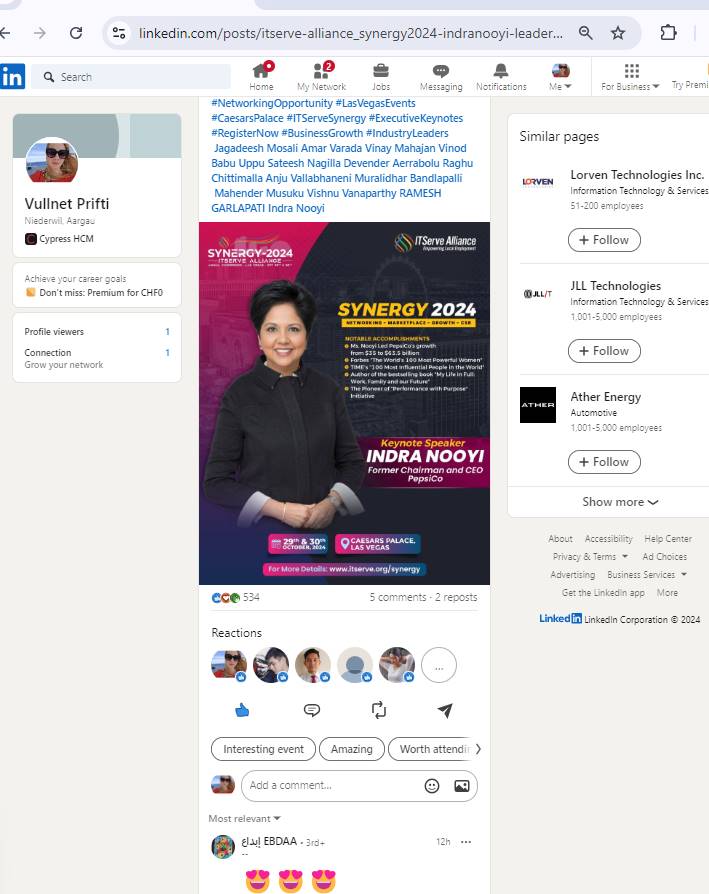 linkedin.com/posts/itserve-alliance_synergy2024-indranooyi-leader...
in
Search
Home
My Network
2
Jobs
Messaging
Notifications
Me
For Business
Try Premi
Vullnet Prifti
Niederwil, Aargau
Cypress HCM
Achieve your career goals
Don't miss: Premium for CHF0
Profile viewers 1
Connection 1
Grow your network
#NetworkingOpportunity #LasVegasEvents
#CaesarsPalace #ITServeSynergy #ExecutiveKeynotes
#RegisterNow #BusinessGrowth #IndustryLeaders
Jagadeesh Mosali Amar Varada Vinay Mahajan Vinod
Babu Uppu Sateesh Nagilla Devender Aerrabolu Raghu
Chittimalla Anju Vallabhaneni Muralidhar Bandlapalli
Mahender Musuku Vishnu Vanaparthy RAMESH
GARLAPATI Indra Nooyi
SYNERGY-2024
ITSERVE ALLIANCE
ITServe Alliance
Empowering Local Employment
SYNERGY 2024
NETWORKING - MARKETPLACE - GROWTH - CSR
NOTABLE ACCOMPLISHMENTS
Ms. Nooyi Led PepsiCo's growth
from $35 to $63.5 billion
Forbes "The World's 100 Most Powerful Women"
TIME's "100 Most Influential People in the World"
Author of the bestselling book "My Life in Full:
Work, Family and our Future"
The Pioneer of "Performance with Purpose"
Initiative
Keynote Speaker
INDRA NOOYI
Former Chairman and CEO
PepsiCo
29th & 30th
OCTOBER, 2024
CAESARS PALACE,
LAS VEGAS
For More Details: www.itserve.org/synergy
534
5 comments · 2 reposts
Reactions
...
Interesting event
Amazing
Worth attendin
Add a comment...
Most relevant
إبداع EBDAA • 3rd+
12h
--
Similar pages
LORVEN
Lorven Technologies Inc.
Information Technology & Services
51-200 employees
+ Follow
JLL/T
JLL Technologies
Information Technology & Services
1,001-5,000 employees
+ Follow
ATHER
Ather Energy
Automotive
1,001-5,000 employees
+ Follow
Show more
About Accessibility Help Center
Privacy & Terms Ad Choices
Advertising Business Services
Get the LinkedIn app More
LinkedIn LinkedIn Corporation © 2024